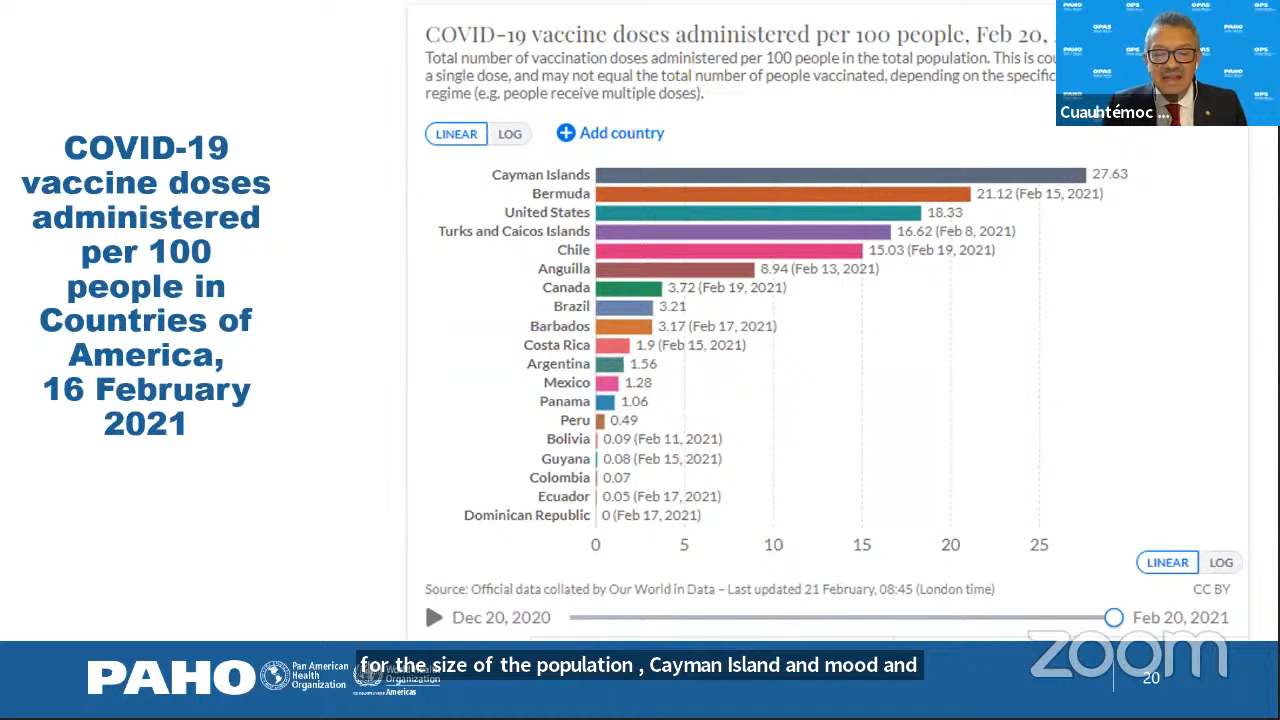 COVID-19
vaccine doses
administered
per 100
people in
Countries of
America,
16 February
2021
COVID-19 vaccine doses administered per 100 people, Feb 20,
Total number of vaccination doses administered per 100 people in the total population. This is cou
a single dose, and may not equal the total number of people vaccinated, depending on the specific
regime (e.g. people receive multiple doses).
LINEAR LOG Add country
Cayman Islands 27.63
Bermuda 21.12 (Feb 15, 2021)
United States 18.33
Turks and Caicos Islands 16.62 (Feb 8, 2021)
Chile 15.03 (Feb 19, 2021)
Anguilla 8.94 (Feb 13, 2021)
Canada 3.72 (Feb 19, 2021)
Brazil 3.21
Barbados 3.17 (Feb 17, 2021)
Costa Rica 1.9 (Feb 15, 2021)
Argentina 1.56
Mexico 1.28
Panama 1.06
Peru 0.49
Bolivia 0.09 (Feb 11, 2021)
Guyana 0.08 (Feb 15, 2021)
Colombia 0.07
Ecuador 0.05 (Feb 17, 2021)
Dominican Republic 0 (Feb 17, 2021)
0 5 10 15 20 25
LINEAR LOG
Source: Official data collated by Our World in Data – Last updated 21 February, 08:45 (London time) CC BY
Dec 20, 2020 Feb 20, 2021
OPAS OPS PAHO
Cuauhtémoc ...
PAHO
Pan American
Health
Organization
Organization
Americas
for the size of the population , Cayman Island and mood and
zoom
20